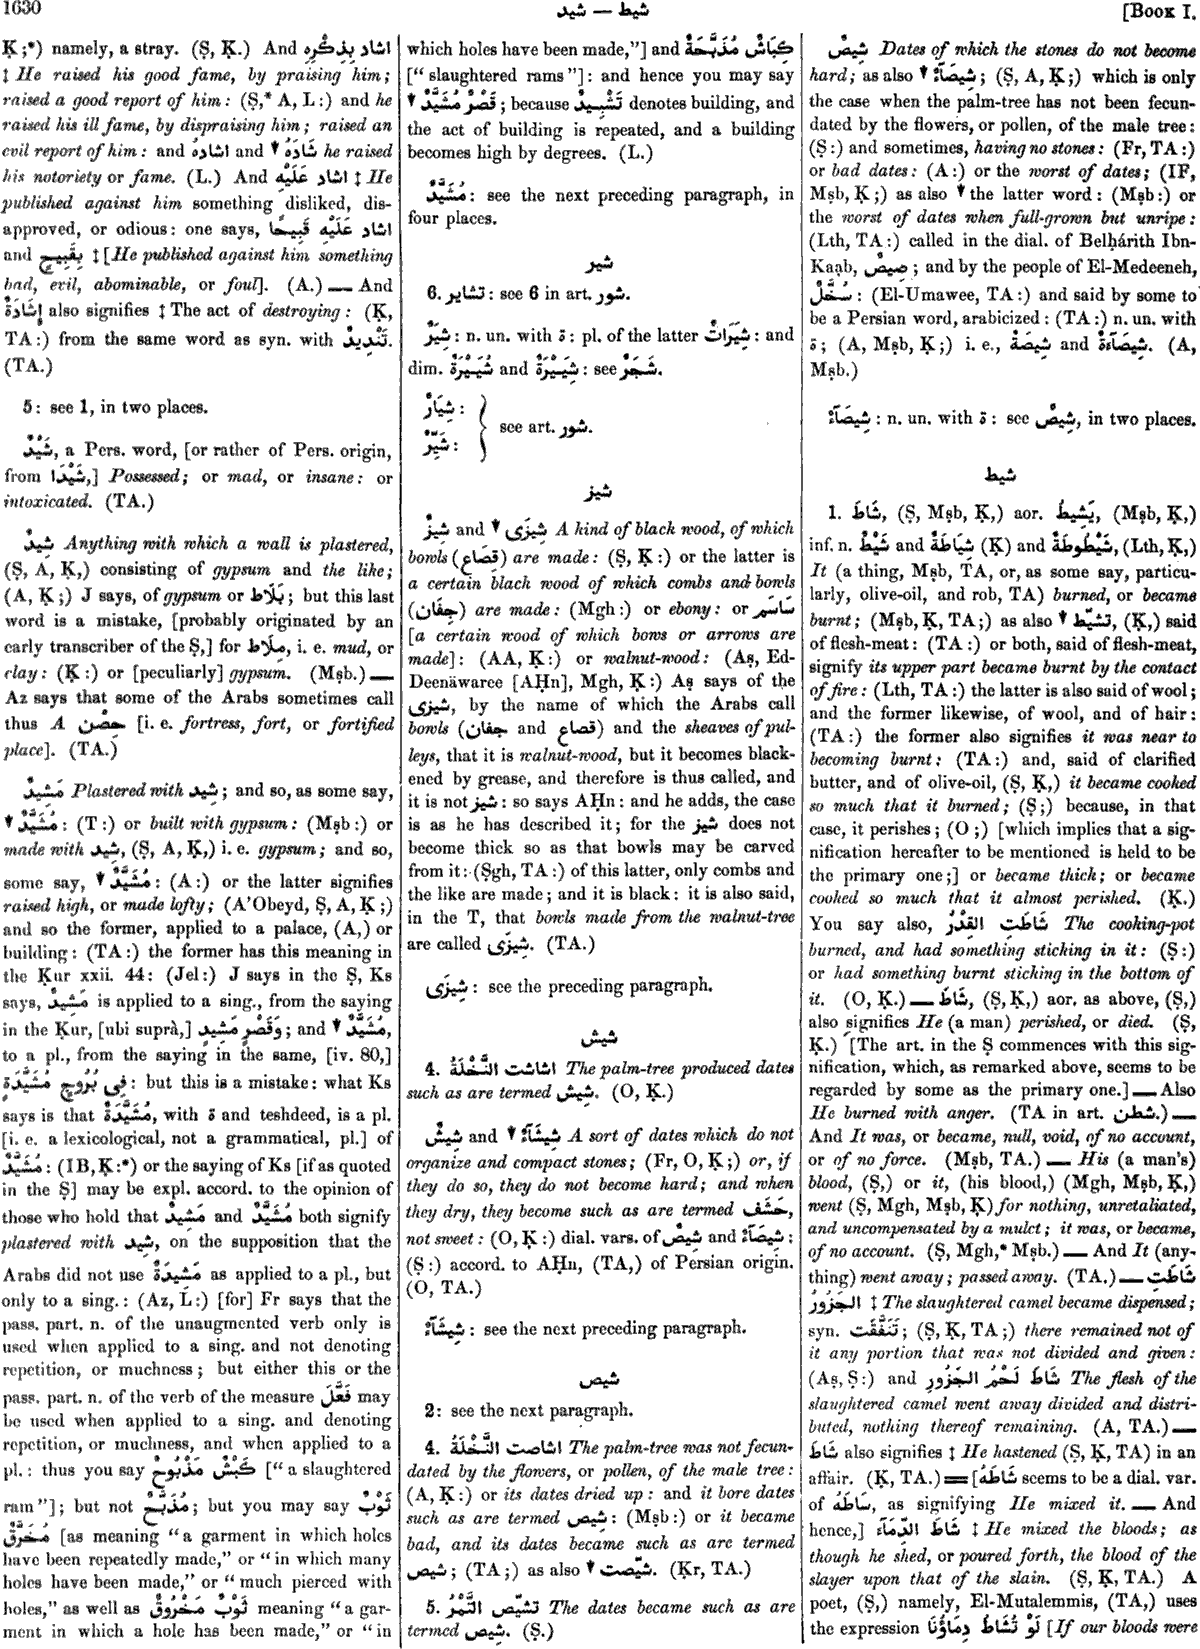 1630
شيد — شيط
[BOOK I.
Ḳ;*) namely, a stray. (Ṣ, Ḳ.) And اشاد بِذِكْرِهِ
‡ He raised his good fame, by praising him;
raised a good report of him: (Ṣ,* A, L:) and he
raised his ill fame, by dispraising him; raised an
evil report of him: and اشادهُ and ▼ شَادَهُ he raised
his notoriety or fame. (L.) And اشاد عَلَيْهِ ‡ He
published against him something disliked, dis-
approved, or odious: one says, اشاد عَلَيْهِ قَبِيحًا
and بِقَبِيحٍ ‡ [He published against him something
bad, evil, abominable, or foul]. (A.) — And
إِشَادَةٌ also signifies ‡ The act of destroying: (Ḳ,
TA:) from the same word as syn. with تَنْدِيدٌ.
(TA.)
5: see 1, in two places.
شَيْدٌ, a Pers. word, [or rather of Pers. origin,
from شَيْدَا,] Possessed; or mad, or insane: or
intoxicated. (TA.)
شِيدٌ Anything with which a wall is plastered,
(Ṣ, A, Ḳ,) consisting of gypsum and the like;
(A, Ḳ;) J says, of gypsum or بَلَاط; but this last
word is a mistake, [probably originated by an
early transcriber of the Ṣ,] for مِلَاط, i. e. mud, or
clay: (Ḳ:) or [peculiarly] gypsum. (Mṣb.) —
Az says that some of the Arabs sometimes call
thus A حِصْن [i. e. fortress, fort, or fortified
place]. (TA.)
مَشِيدٌ Plastered with شِيد; and so, as some say,
▼ مُشَيَّدٌ: (T:) or built with gypsum: (Mṣb:) or
made with شِيد, (Ṣ, A, Ḳ,) i. e. gypsum; and so,
some say, ▼ مُشَيَّدٌ: (A:) or the latter signifies
raised high, or made lofty; (A'Obeyd, Ṣ, A, Ḳ;)
and so the former, applied to a palace, (A,) or
building: (TA:) the former has this meaning in
the Ḳur xxii. 44: (Jel:) J says in the Ṣ, Ks
says, مَشِيدٌ is applied to a sing., from the saying
in the Ḳur, [ubi suprà,] وَقَصْرٍ مَشِيدٍ; and ▼ مُشَيَّدٌ,
to a pl., from the saying in the same, [iv. 80,]
فِى بُرُوجٍ مُشَيَّدَةٍ: but this is a mistake: what Ks
says is that مُشَيَّدَةٌ, with ة and teshdeed, is a pl.
[i. e. a lexicological, not a grammatical, pl.] of
مُشَيَّدٌ: (IB, Ḳ:*) or the saying of Ks [if as quoted
in the Ṣ] may be expl. accord. to the opinion of
those who hold that مَشِيدٌ and مُشَيَّدٌ both signify
plastered with شِيد, on the supposition that the
Arabs did not use مَشِيدَةٌ as applied to a pl., but
only to a sing.: (Az, L:) [for] Fr says that the
pass. part. n. of the unaugmented verb only is
used when applied to a sing. and not denoting
repetition, or muchness; but either this or the
pass. part. n. of the verb of the measure فَعَّلَ may
be used when applied to a sing. and denoting
repetition, or muchness, and when applied to a
pl.: thus you say كَبْشٌ مَذْبُوحٌ ["a slaughtered
ram"]; but not مُذَبَّحٌ; but you may say ثَوْبٌ
مُخَرَّقٌ [as meaning "a garment in which holes
have been repeatedly made," or "in which many
holes have been made," or "much pierced with
holes," as well as ثَوْبٌ مَخْرُوقٌ meaning "a gar-
ment in which a hole has been made," or "in
which holes have been made,"] and كِبَاشٌ مُذَبَّحَةٌ
["slaughtered rams"]: and hence you may say
▼ قَصْرٌ مُشَيَّدٌ; because تَشْيِيدٌ denotes building, and
the act of building is repeated, and a building
becomes high by degrees. (L.)
مُشَيَّدٌ: see the next preceding paragraph, in
four places.
شير
6. تشاير: see 6 in art. شور.
شِيَرٌ: n. un. with ة: pl. of the latter شِيَرَاتٌ: and
dim. شِيَيْرَةٌ and شُيَيْرَةٌ: see شَجَرٌ.
شِيَارٌ:
شَيِّرٌ:
see art. شور.
شيز
شِيزٌ and ▼ شِيزَى A kind of black wood, of which
bowls (قِصَاع) are made: (Ṣ, Ḳ:) or the latter is
a certain black wood of which combs and bowls
(جِفَان) are made: (Mgh:) or ebony: or سَاسَم
[a certain wood of which bows or arrows are
made]: (AA, Ḳ:) or walnut-wood: (Aṣ, Ed-
Deenäwaree [AḤn], Mgh, Ḳ:) Aṣ says of the
شيزى, by the name of which the Arabs call
bowls (جفان and قصاع) and the sheaves of pul-
leys, that it is walnut-wood, but it becomes black-
ened by grease, and therefore is thus called, and
it is not شيز: so says AḤn: and he adds, the case
is as he has described it; for the شيز does not
become thick so as that bowls may be carved
from it: (Ṣgh, TA:) of this latter, only combs and
the like are made; and it is black: it is also said,
in the T, that bowls made from the walnut-tree
are called شِيزَى. (TA.)
شِيزَى: see the preceding paragraph.
شيش
4. اشاشت النَّخْلَةُ The palm-tree produced dates
such as are termed شِيش. (O, Ḳ.)
شِيشٌ and ▼ شِيشَآءٌ A sort of dates which do not
organize and compact stones; (Fr, O, Ḳ;) or, if
they do so, they do not become hard; and when
they dry, they become such as are termed حَشَف,
not sweet: (O, Ḳ:) dial. vars. of شِيصٌ and شِيصَآءٌ:
(Ṣ:) accord. to AḤn, (TA,) of Persian origin.
(O, TA.)
شِيشَآءٌ: see the next preceding paragraph.
شيص
2: see the next paragraph.
4. اشاصت النَّخْلَةُ The palm-tree was not fecun-
dated by the flowers, or pollen, of the male tree:
(A, Ḳ:) or its dates dried up: and it bore dates
such as are termed شِيص: (Mṣb:) or it became
bad, and its dates became such as are termed
شيص; (TA;) as also ▼ شيّصت. (Ḳr, TA.)
5. تشيّص التَّمْرُ The dates became such as are
termed شِيص. (Ṣ.)
شِيصٌ Dates of which the stones do not become
hard; as also ▼ شِيصَآءٌ; (Ṣ, A, Ḳ;) which is only
the case when the palm-tree has not been fecun-
dated by the flowers, or pollen, of the male tree:
(Ṣ:) and sometimes, having no stones: (Fr, TA:)
or bad dates: (A:) or the worst of dates; (IF,
Mṣb, Ḳ;) as also ▼ the latter word: (Mṣb:) or
the worst of dates when full-grown but unripe:
(Lth, TA:) called in the dial. of Belḥárith Ibn-
Kaạb, صِيصٌ; and by the people of El-Medeeneh,
سُخَّلٌ: (El-Umawee, TA:) and said by some to
be a Persian word, arabicized: (TA:) n. un. with
ة; (A, Mṣb, Ḳ;) i. e., شِيصَةٌ and شِيصَآءَةٌ. (A,
Mṣb.)
شِيصَآءٌ: n. un. with ة: see شِيصٌ, in two places.
شيط
1. شَاطَ, (Ṣ, Mṣb, Ḳ,) aor. يَشِيطُ, (Mṣb, Ḳ,)
inf. n. شَيْطٌ and شِيَاطَةٌ (Ḳ) and شَيْطُوطَةٌ, (Lth, Ḳ,)
It (a thing, Mṣb, TA, or, as some say, particu-
larly, olive-oil, and rob, TA) burned, or became
burnt; (Mṣb, Ḳ, TA;) as also ▼ تشيّط, (Ḳ,) said
of flesh-meat: (TA:) or both, said of flesh-meat,
signify its upper part became burnt by the contact
of fire: (Lth, TA:) the latter is also said of wool;
and the former likewise, of wool, and of hair:
(TA:) the former also signifies it was near to
becoming burnt: (TA:) and, said of clarified
butter, and of olive-oil, (Ṣ, Ḳ,) it became cooked
so much that it burned; (Ṣ;) because, in that
case, it perishes; (O;) [which implies that a sig-
nification hereafter to be mentioned is held to be
the primary one;] or became thick; or became
cooked so much that it almost perished. (Ḳ.)
You say also, شَاطَتِ القِدْرُ The cooking-pot
burned, and had something sticking in it: (Ṣ:)
or had something burnt sticking in the bottom of
it. (O, Ḳ.) — شَاطَ, (Ṣ, Ḳ,) aor. as above, (Ṣ,)
also signifies He (a man) perished, or died. (Ṣ,
Ḳ.) [The art. in the Ṣ commences with this sig-
nification, which, as remarked above, seems to be
regarded by some as the primary one.] — Also
He burned with anger. (TA in art. شطن.) —
And It was, or became, null, void, of no account,
or of no force. (Mṣb, TA.) — His (a man's)
blood, (Ṣ,) or it, (his blood,) (Mgh, Mṣb, Ḳ,)
went (Ṣ, Mgh, Mṣb, Ḳ) for nothing, unretaliated,
and uncompensated by a mulct; it was, or became,
of no account. (Ṣ, Mgh,* Mṣb.) — And It (any-
thing) went away; passed away. (TA.) — شَاطَتِ
الجَزُورُ ‡ The slaughtered camel became dispensed;
syn. تَنَفَّقَت; (Ṣ, Ḳ, TA;) there remained not of
it any portion that was not divided and given:
(Aṣ, Ṣ:) and شَاطَ لَحْمُ الجَزُورِ The flesh of the
slaughtered camel went away divided and distri-
buted, nothing thereof remaining. (A, TA.) —
شَاطَ also signifies ‡ He hastened (Ṣ, Ḳ, TA) in an
affair. (Ḳ, TA.) = [شَاطَهُ seems to be a dial. var.
of سَاطَهُ, as signifying He mixed it. — And
hence,] شَاطَ الدِّمَآءَ ‡ He mixed the bloods; as
though he shed, or poured forth, the blood of the
slayer upon that of the slain. (Ṣ, Ḳ, TA.) A
poet, (Ṣ,) namely, El-Mutalemmis, (TA,) uses
the expression لَوْ تُشَاطُ دِمَاؤُنَا [If our bloods were